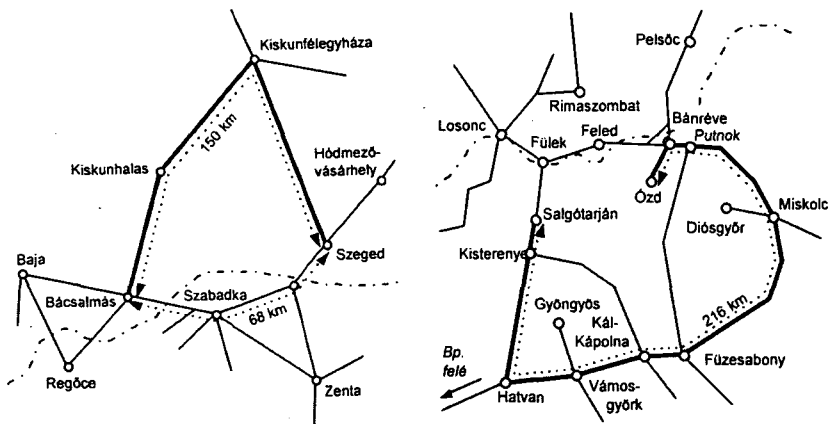 Kiskunfélegyháza
150 km
Kiskunhalas
Hódmező-
vásárhely
Szeged
Baja
Bácsalmás
Szabadka
68 km
Regőce
Zenta
Pelsőc
Rimaszombat
Losonc
Fülek
Feled
Bánréve
Putnok
Ózd
Miskolc
Diósgyőr
Salgótarján
Kisterenye
Gyöngyös
Kál-
Kápolna
216 km
Bp.
felé
Füzesabony
Hatvan
Vámos-
györk